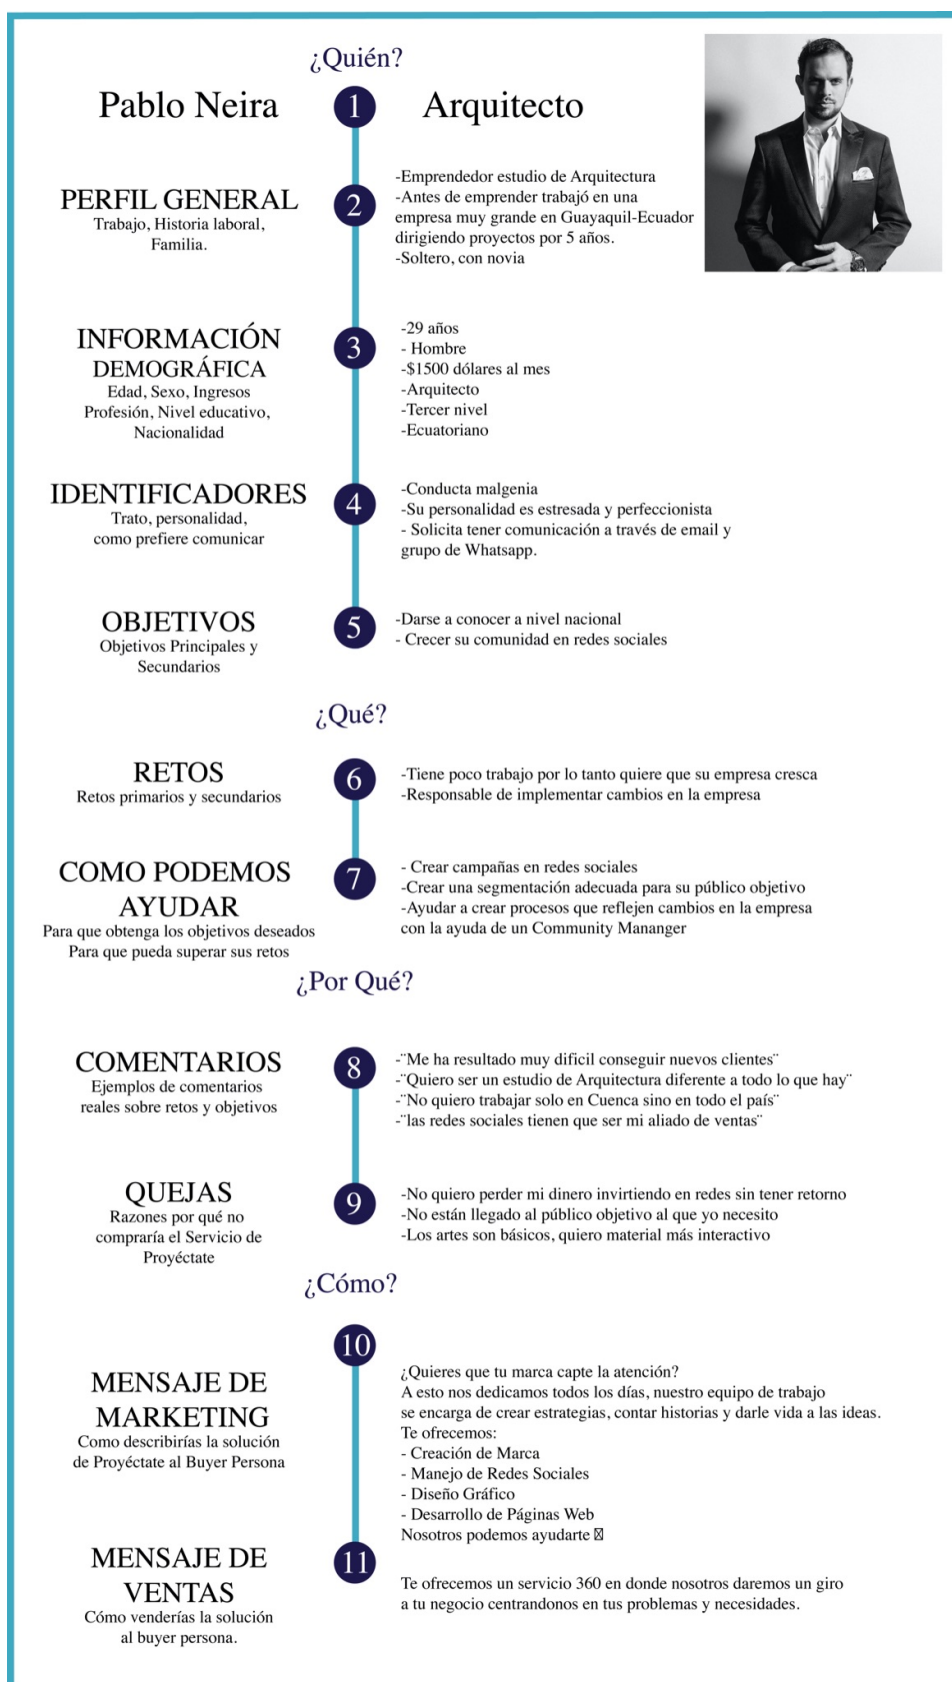 ¿Quién?
Pablo Neira
1
Arquitecto
PERFIL GENERAL
Trabajo, Historia laboral,
Familia.
2
-Emprendedor estudio de Arquitectura
-Antes de emprender trabajó en una
empresa muy grande en Guayaquil-Ecuador
dirigiendo proyectos por 5 años.
-Soltero, con novia
INFORMACIÓN
DEMOGRÁFICA
Edad, Sexo, Ingresos
Profesión, Nivel educativo,
Nacionalidad
3
-29 años
- Hombre
-$1500 dólares al mes
-Arquitecto
-Tercer nivel
-Ecuatoriano
IDENTIFICADORES
Trato, personalidad,
como prefiere comunicar
4
-Conducta malgenia
-Su personalidad es estresada y perfeccionista
- Solicita tener comunicación a través de email y
grupo de Whatsapp.
OBJETIVOS
Objetivos Principales y
Secundarios
5
-Darse a conocer a nivel nacional
- Crecer su comunidad en redes sociales
¿Qué?
RETOS
Retos primarios y secundarios
6
-Tiene poco trabajo por lo tanto quiere que su empresa cresca
-Responsable de implementar cambios en la empresa
COMO PODEMOS
AYUDAR
Para que obtenga los objetivos deseados
Para que pueda superar sus retos
7
- Crear campañas en redes sociales
-Crear una segmentación adecuada para su público objetivo
-Ayudar a crear procesos que reflejen cambios en la empresa
con la ayuda de un Community Mananger
¿Por Qué?
COMENTARIOS
Ejemplos de comentarios
reales sobre retos y objetivos
8
-¨Me ha resultado muy dificil conseguir nuevos clientes¨
-¨Quiero ser un estudio de Arquitectura diferente a todo lo que hay¨
-¨No quiero trabajar solo en Cuenca sino en todo el país¨
-¨las redes sociales tienen que ser mi aliado de ventas¨
QUEJAS
Razones por qué no
compraría el Servicio de
Proyéctate
9
-No quiero perder mi dinero invirtiendo en redes sin tener retorno
-No están llegado al público objetivo al que yo necesito
-Los artes son básicos, quiero material más interactivo
¿Cómo?
10
MENSAJE DE
MARKETING
Como describirías la solución
de Proyéctate al Buyer Persona
¿Quieres que tu marca capte la atención?
A esto nos dedicamos todos los días, nuestro equipo de trabajo
se encarga de crear estrategias, contar historias y darle vida a las ideas.
Te ofrecemos:
- Creación de Marca
- Manejo de Redes Sociales
- Diseño Gráfico
- Desarrollo de Páginas Web
Nosotros podemos ayudarte
MENSAJE DE
VENTAS
Cómo venderías la solución
al buyer persona.
11
Te ofrecemos un servicio 360 en donde nosotros daremos un giro
a tu negocio centrandonos en tus problemas y necesidades.